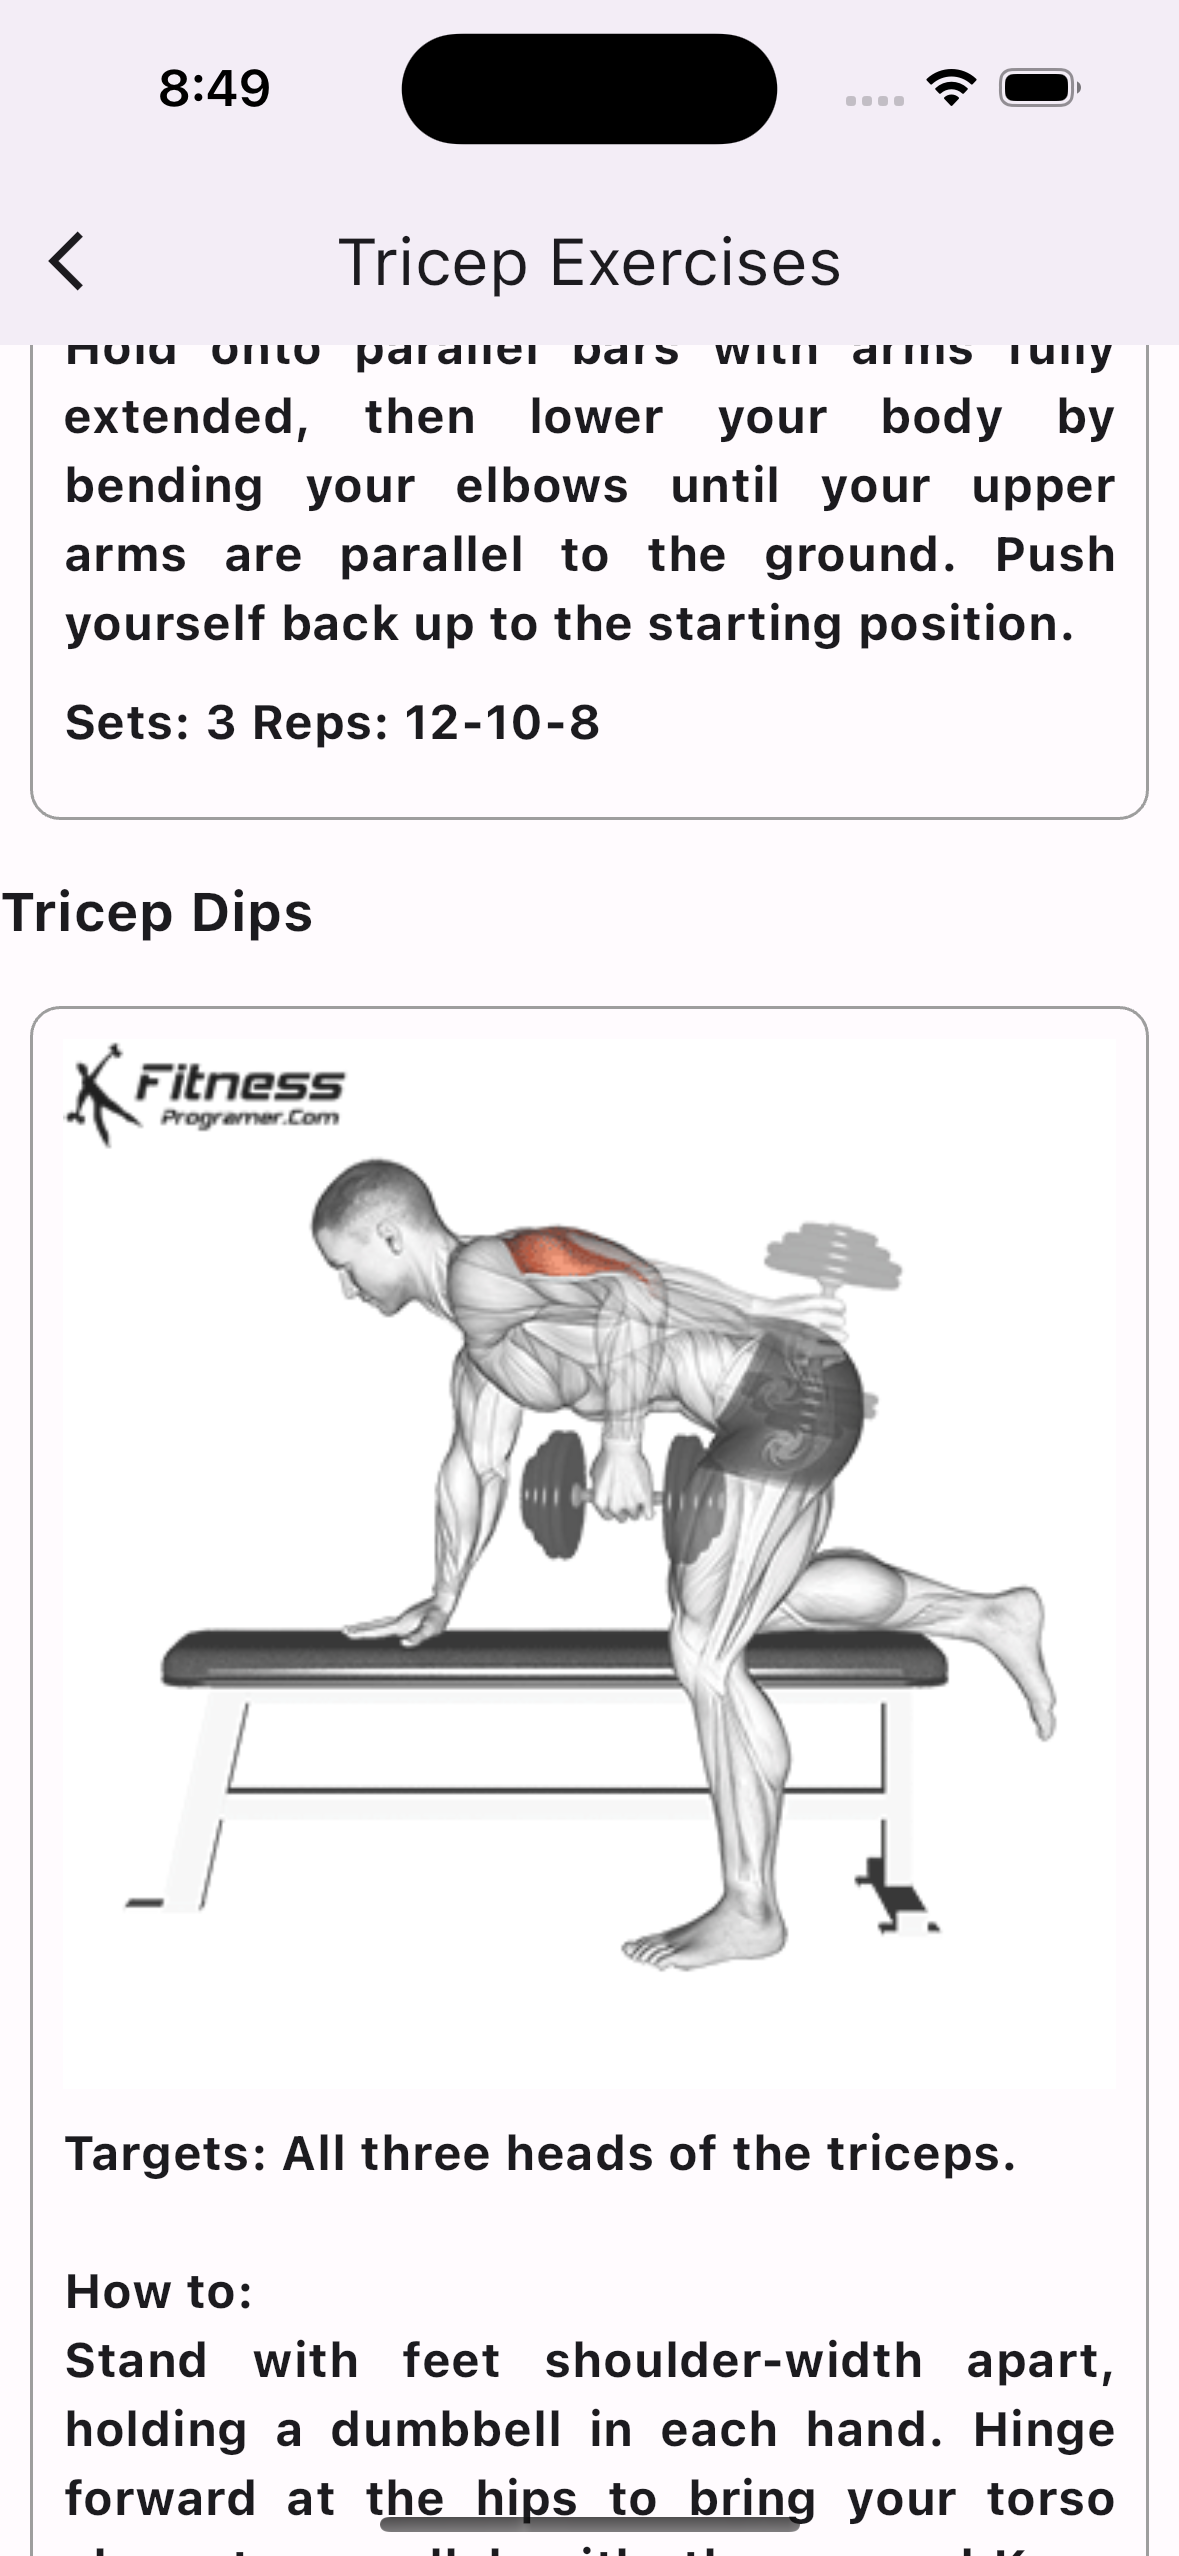 8:49
Tricep Exercises
Hold onto parallel bars with arms fully
extended, then lower your body by
bending your elbows until your upper
arms are parallel to the ground. Push
yourself back up to the starting position.
Sets: 3 Reps: 12-10-8
Tricep Dips
Fitness
Programer.Com
Targets: All three heads of the triceps.
How to:
Stand with feet shoulder-width apart,
holding a dumbbell in each hand. Hinge
forward at the hips to bring your torso